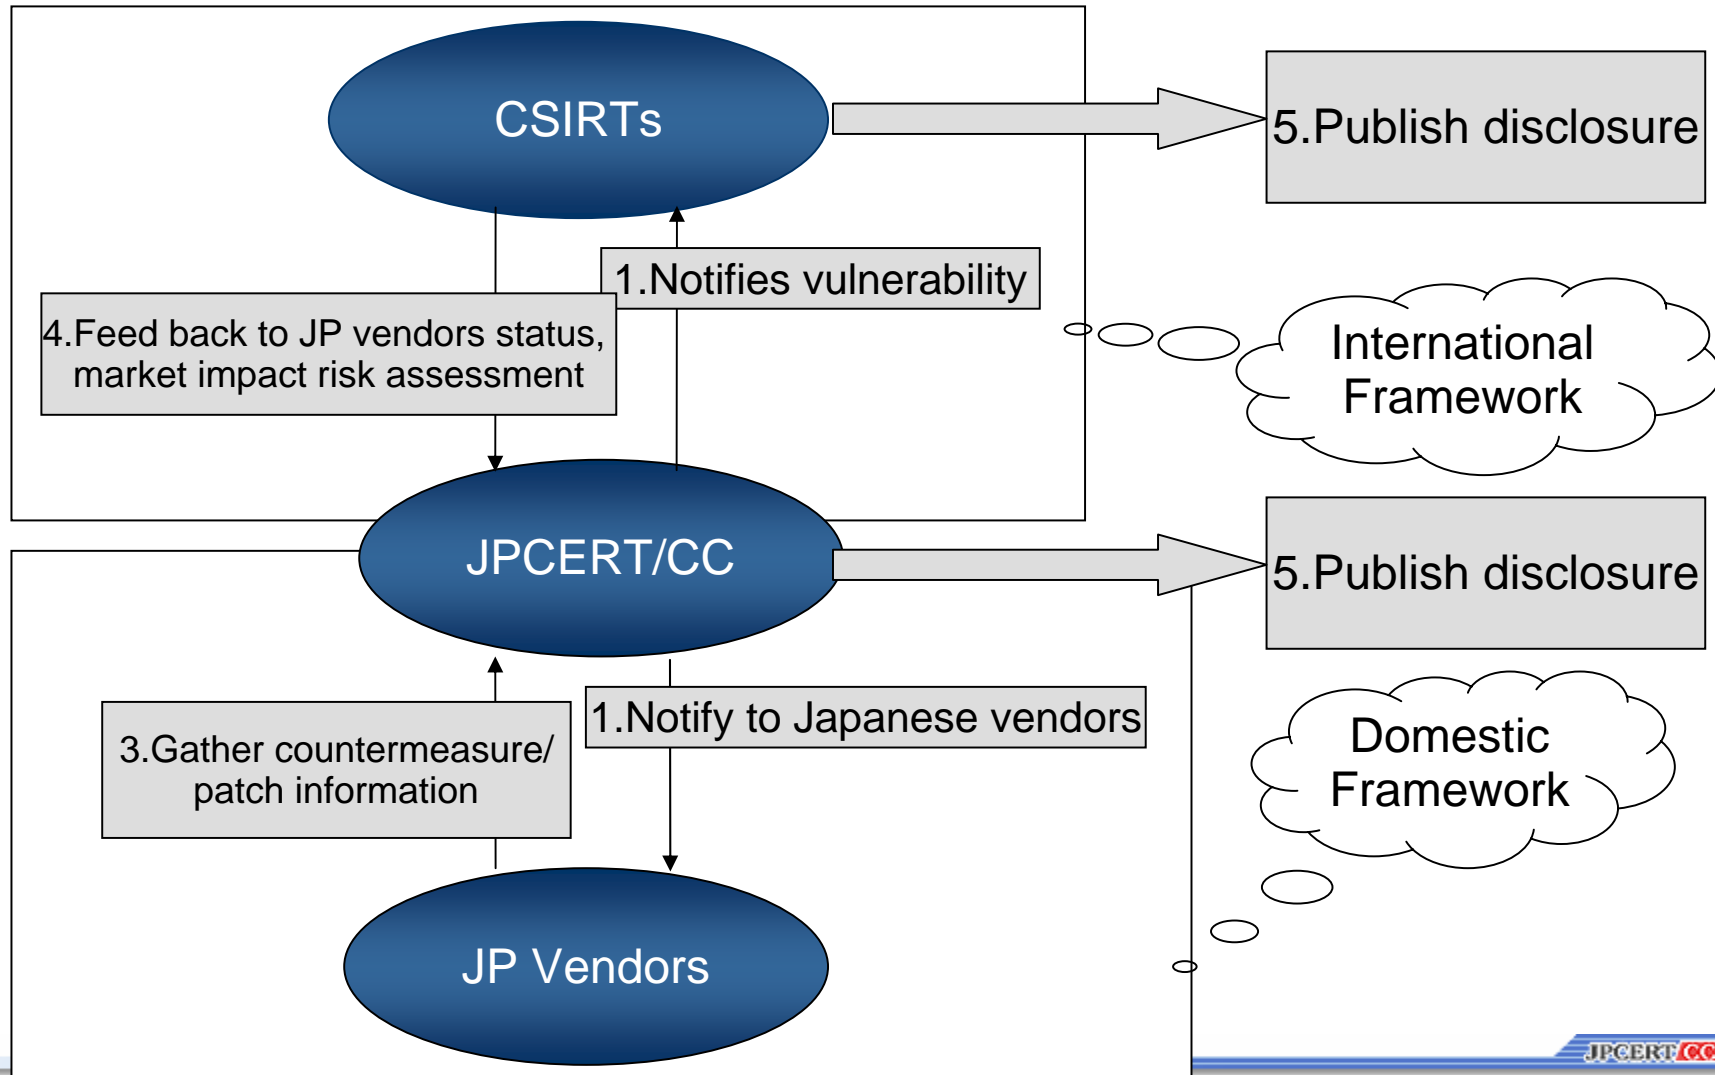 CSIRTs
5.Publish disclosure
1.Notifies vulnerability
4.Feed back to JP vendors status,
market impact risk assessment
International
Framework
JPCERT/CC
5.Publish disclosure
3.Gather countermeasure/
patch information
1.Notify to Japanese vendors
Domestic
Framework
JP Vendors
JPCERT CC